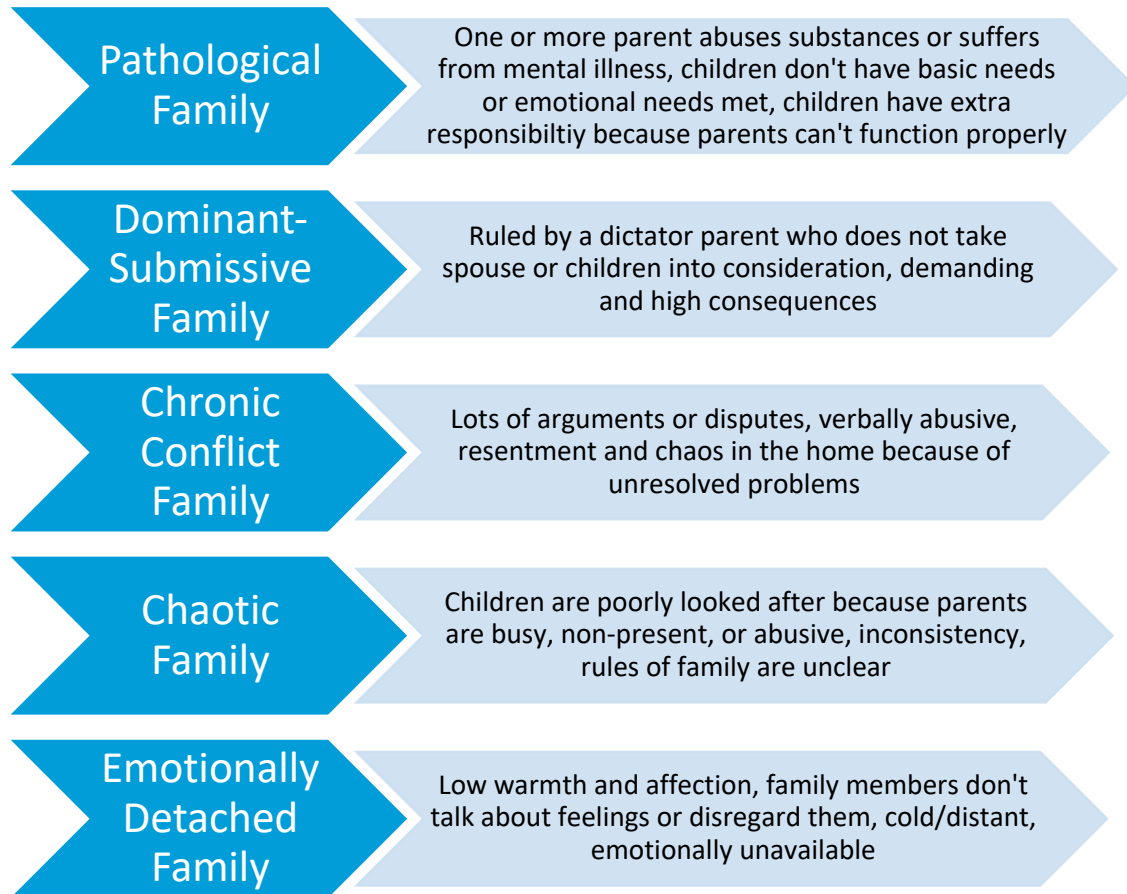 Pathological
Family
One or more parent abuses substances or suffers
from mental illness, children don't have basic needs
or emotional needs met, children have extra
responsibiltiy because parents can't function properly
Dominant-
Submissive
Family
Ruled by a dictator parent who does not take
spouse or children into consideration, demanding
and high consequences
Chronic
Conflict
Family
Lots of arguments or disputes, verbally abusive,
resentment and chaos in the home because of
unresolved problems
Chaotic
Family
Children are poorly looked after because parents
are busy, non-present, or abusive, inconsistency,
rules of family are unclear
Emotionally
Detached
Family
Low warmth and affection, family members don't
talk about feelings or disregard them, cold/distant,
emotionally unavailable